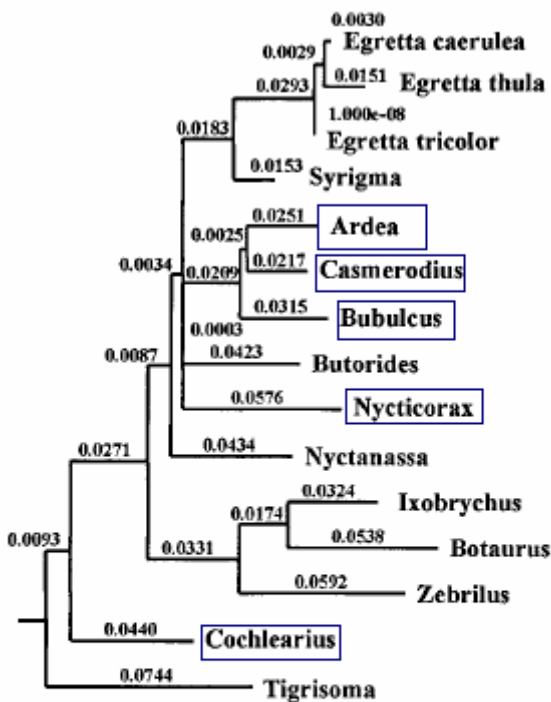 0.0030
0.0029 Egretta caerulea
0.0293 0.0151 Egretta thula
1.000e-08
0.0183 Egretta tricolor
0.0153 Syrigma
0.0251 Ardea
0.0025
0.0034 0.0209 0.0217 Casmerodius
0.0315 Bubulcus
0.0003
0.0087 0.0423 Butorides
0.0576 Nycticorax
0.0271 0.0434 Nyctanassa
0.0324 Ixobrychus
0.0174
0.0093 0.0331 0.0538 Botaurus
0.0592 Zebrilus
0.0440 Cochlearius
0.0744 Tigrisoma